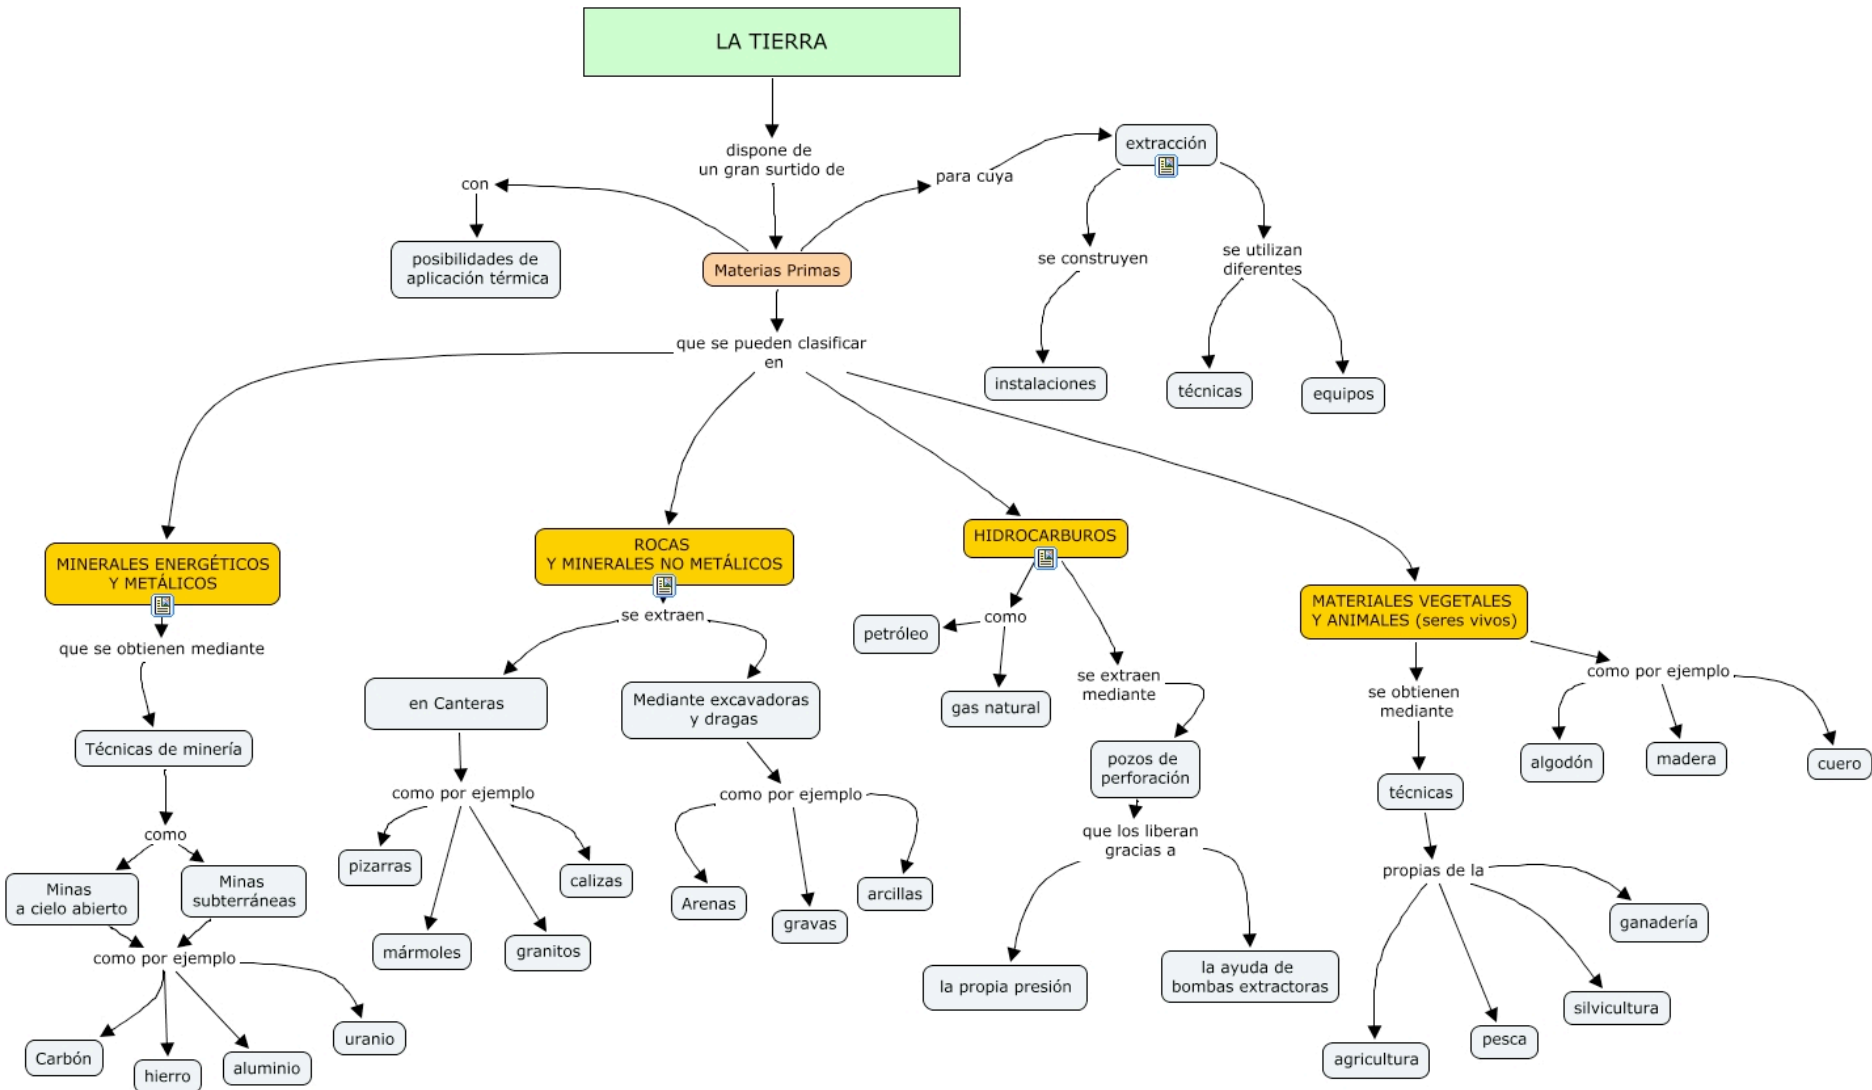 LA TIERRA
dispone de
un gran surtido de
con
posibilidades de
aplicación térmica
Materias Primas
para cuya
extracción
se construyen
instalaciones
se utilizan
diferentes
técnicas
equipos
que se pueden clasificar
en
MINERALES ENERGÉTICOS
Y METÁLICOS
que se obtienen mediante
Técnicas de minería
como
Minas
a cielo abierto
Minas
subterráneas
como por ejemplo
Carbón
hierro
aluminio
uranio
ROCAS
Y MINERALES NO METÁLICOS
se extraen
en Canteras
como por ejemplo
pizarras
mármoles
granitos
calizas
Mediante excavadoras
y dragas
como por ejemplo
Arenas
gravas
arcillas
HIDROCARBUROS
como
petróleo
gas natural
se extraen
mediante
pozos de
perforación
que los liberan
gracias a
la propia presión
la ayuda de
bombas extractoras
MATERIALES VEGETALES
Y ANIMALES (seres vivos)
se obtienen
mediante
técnicas
propias de la
agricultura
pesca
silvicultura
ganadería
como por ejemplo
algodón
madera
cuero